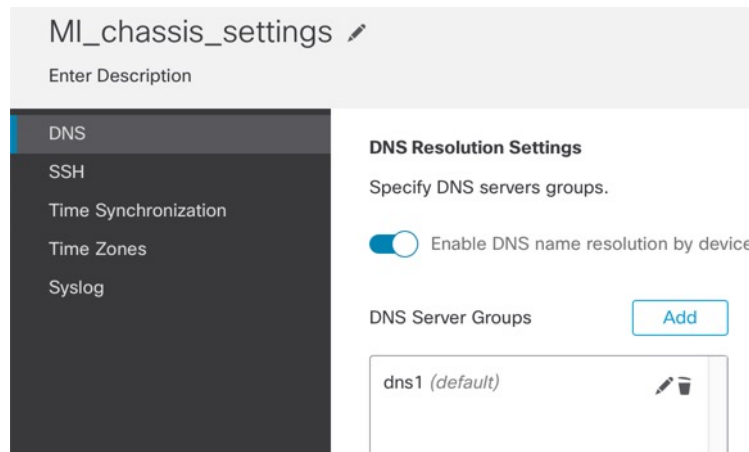 MI_chassis_settings
Enter Description
DNS
SSH
Time Synchronization
Time Zones
Syslog
DNS Resolution Settings
Specify DNS servers groups.
Enable DNS name resolution by device
DNS Server Groups
Add
dns1 (default)